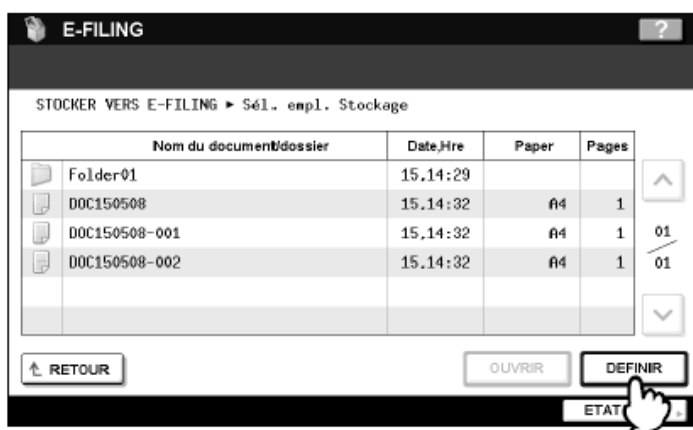 E-FILING ?
STOCKER VERS E-FILING ► Sél. empl. Stockage
Nom du document/dossier Date,Hre Paper Pages
Folder01 15.14:29
DOC150508 15.14:32 A4 1
DOC150508-001 15.14:32 A4 1
DOC150508-002 15.14:32 A4 1
01
01
RETOUR OUVRIR DEFINIR
ETAT